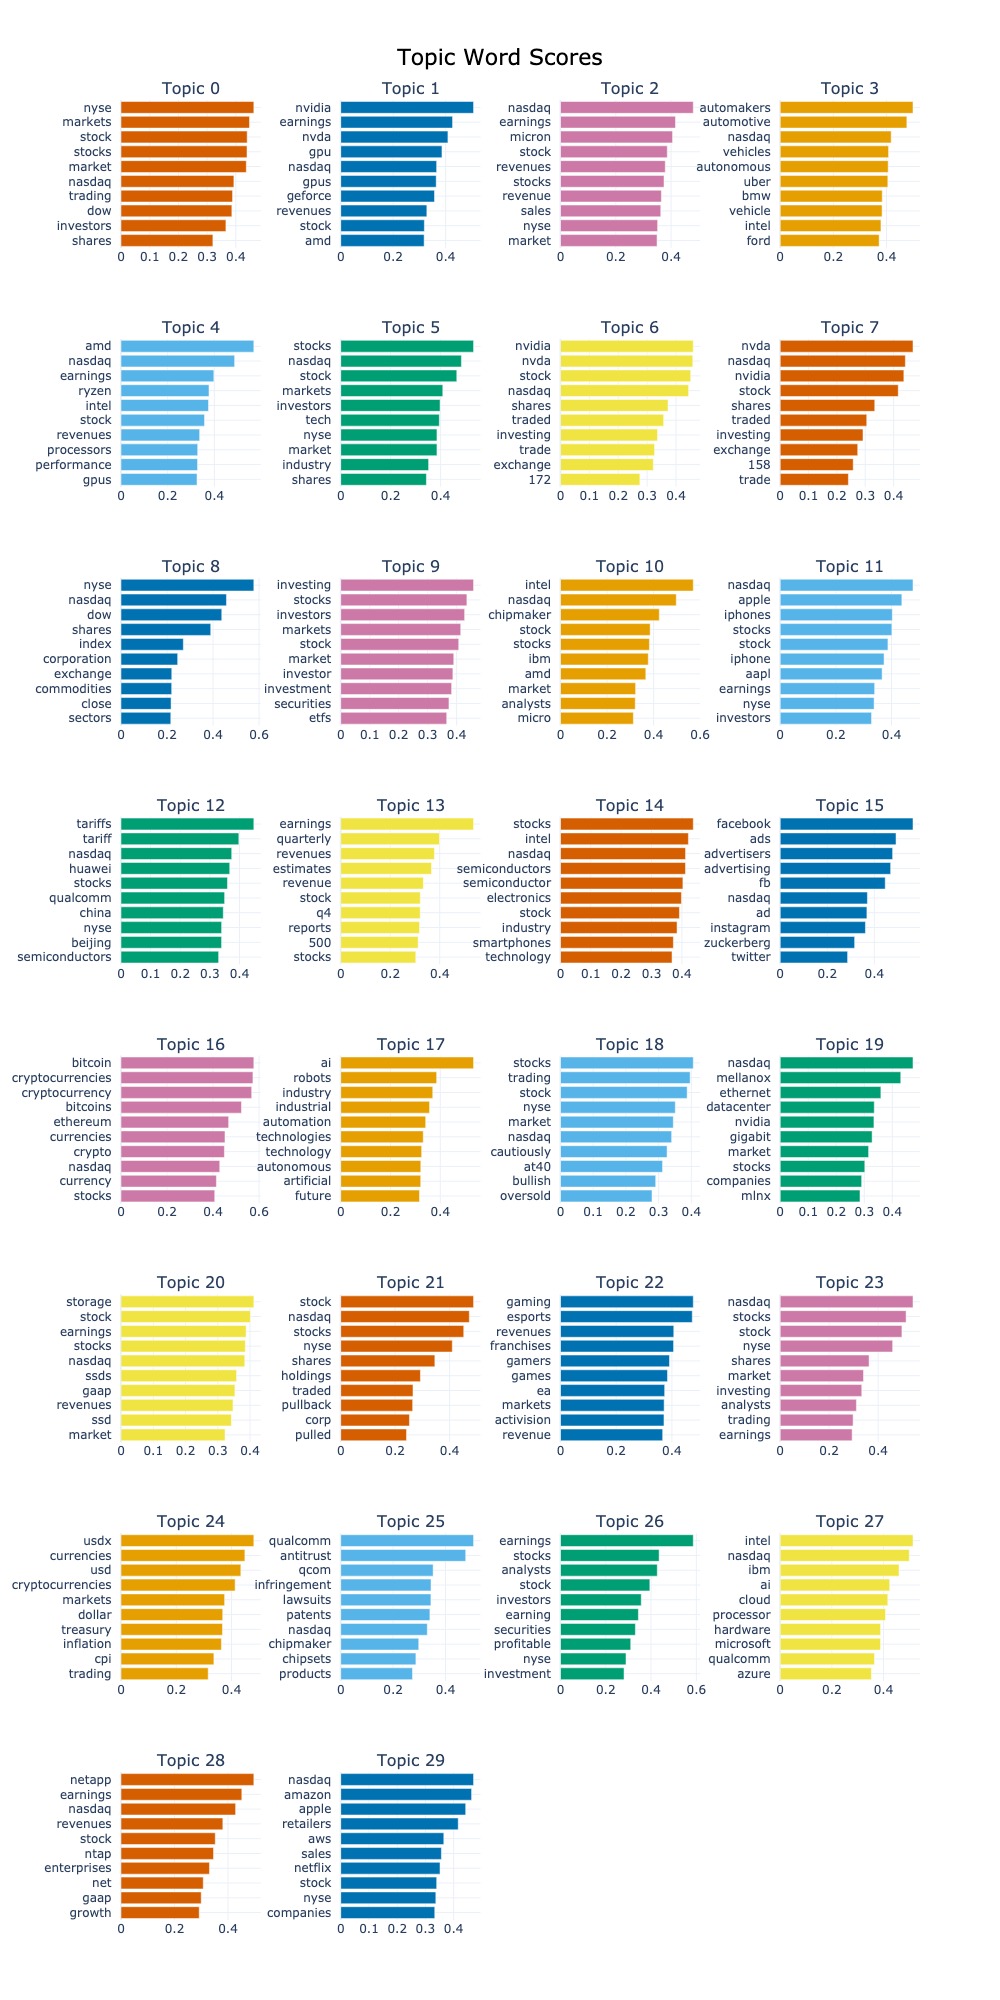 Topic Word Scores
Topic 0
nyse
markets
stock
stocks
market
nasdaq
trading
dow
investors
shares
0 0.1 0.2 0.3 0.4
Topic 1
nvidia
earnings
nvda
gpu
nasdaq
gpus
geforce
revenues
stock
amd
0 0.2 0.4
Topic 2
nasdaq
earnings
micron
stock
revenues
stocks
revenue
sales
nyse
market
0 0.2 0.4
Topic 3
automakers
automotive
nasdaq
vehicles
autonomous
uber
bmw
vehicle
intel
ford
0 0.2 0.4
Topic 4
amd
nasdaq
earnings
ryzen
intel
stock
revenues
processors
performance
gpus
0 0.2 0.4
Topic 5
stocks
nasdaq
stock
markets
investors
tech
nyse
market
industry
shares
0 0.2 0.4
Topic 6
nvidia
nvda
stock
nasdaq
shares
traded
investing
trade
exchange
172
0 0.1 0.2 0.3 0.4
Topic 7
nvda
nasdaq
nvidia
stock
shares
traded
investing
exchange
158
trade
0 0.1 0.2 0.3 0.4
Topic 8
nyse
nasdaq
dow
shares
index
corporation
exchange
commodities
close
sectors
0 0.2 0.4 0.6
Topic 9
investing
stocks
investors
markets
stock
market
investor
investment
securities
etfs
0 0.1 0.2 0.3 0.4
Topic 10
intel
nasdaq
chipmaker
stock
stocks
ibm
amd
market
analysts
micro
0 0.2 0.4 0.6
Topic 11
nasdaq
apple
iphones
stocks
stock
iphone
aapl
earnings
nyse
investors
0 0.2 0.4
Topic 12
tariffs
tariff
nasdaq
huawei
stocks
qualcomm
china
nyse
beijing
semiconductors
0 0.1 0.2 0.3 0.4
Topic 13
earnings
quarterly
revenues
estimates
revenue
stock
q4
reports
500
stocks
0 0.2 0.4
Topic 14
stocks
intel
nasdaq
semiconductors
semiconductor
electronics
stock
industry
smartphones
technology
0 0.1 0.2 0.3 0.4
Topic 15
facebook
ads
advertisers
advertising
fb
nasdaq
ad
instagram
zuckerberg
twitter
0 0.2 0.4
Topic 16
bitcoin
cryptocurrencies
cryptocurrency
bitcoins
ethereum
currencies
crypto
nasdaq
currency
stocks
0 0.2 0.4 0.6
Topic 17
ai
robots
industry
industrial
automation
technologies
technology
autonomous
artificial
future
0 0.2 0.4
Topic 18
stocks
trading
stock
nyse
market
nasdaq
cautiously
at40
bullish
oversold
0 0.1 0.2 0.3 0.4
Topic 19
nasdaq
mellanox
ethernet
datacenter
nvidia
gigabit
market
stocks
companies
mlnx
0 0.1 0.2 0.3 0.4
Topic 20
storage
stock
earnings
stocks
nasdaq
ssds
gaap
revenues
ssd
market
0 0.1 0.2 0.3 0.4
Topic 21
stock
nasdaq
stocks
nyse
shares
holdings
traded
pullback
corp
pulled
0 0.2 0.4
Topic 22
gaming
esports
revenues
franchises
gamers
games
ea
markets
activision
revenue
0 0.2 0.4
Topic 23
nasdaq
stocks
stock
nyse
shares
market
investing
analysts
trading
earnings
0 0.2 0.4
Topic 24
usdx
currencies
usd
cryptocurrencies
markets
dollar
treasury
inflation
cpi
trading
0 0.2 0.4
Topic 25
qualcomm
antitrust
qcom
infringement
lawsuits
patents
nasdaq
chipmaker
chipsets
products
0 0.2 0.4
Topic 26
earnings
stocks
analysts
stock
investors
earning
securities
profitable
nyse
investment
0 0.2 0.4 0.6
Topic 27
intel
nasdaq
ibm
ai
cloud
processor
hardware
microsoft
qualcomm
azure
0 0.2 0.4
Topic 28
netapp
earnings
nasdaq
revenues
stock
ntap
enterprises
net
gaap
growth
0 0.2 0.4
Topic 29
nasdaq
amazon
apple
retailers
aws
sales
netflix
stock
nyse
companies
0 0.1 0.2 0.3 0.4